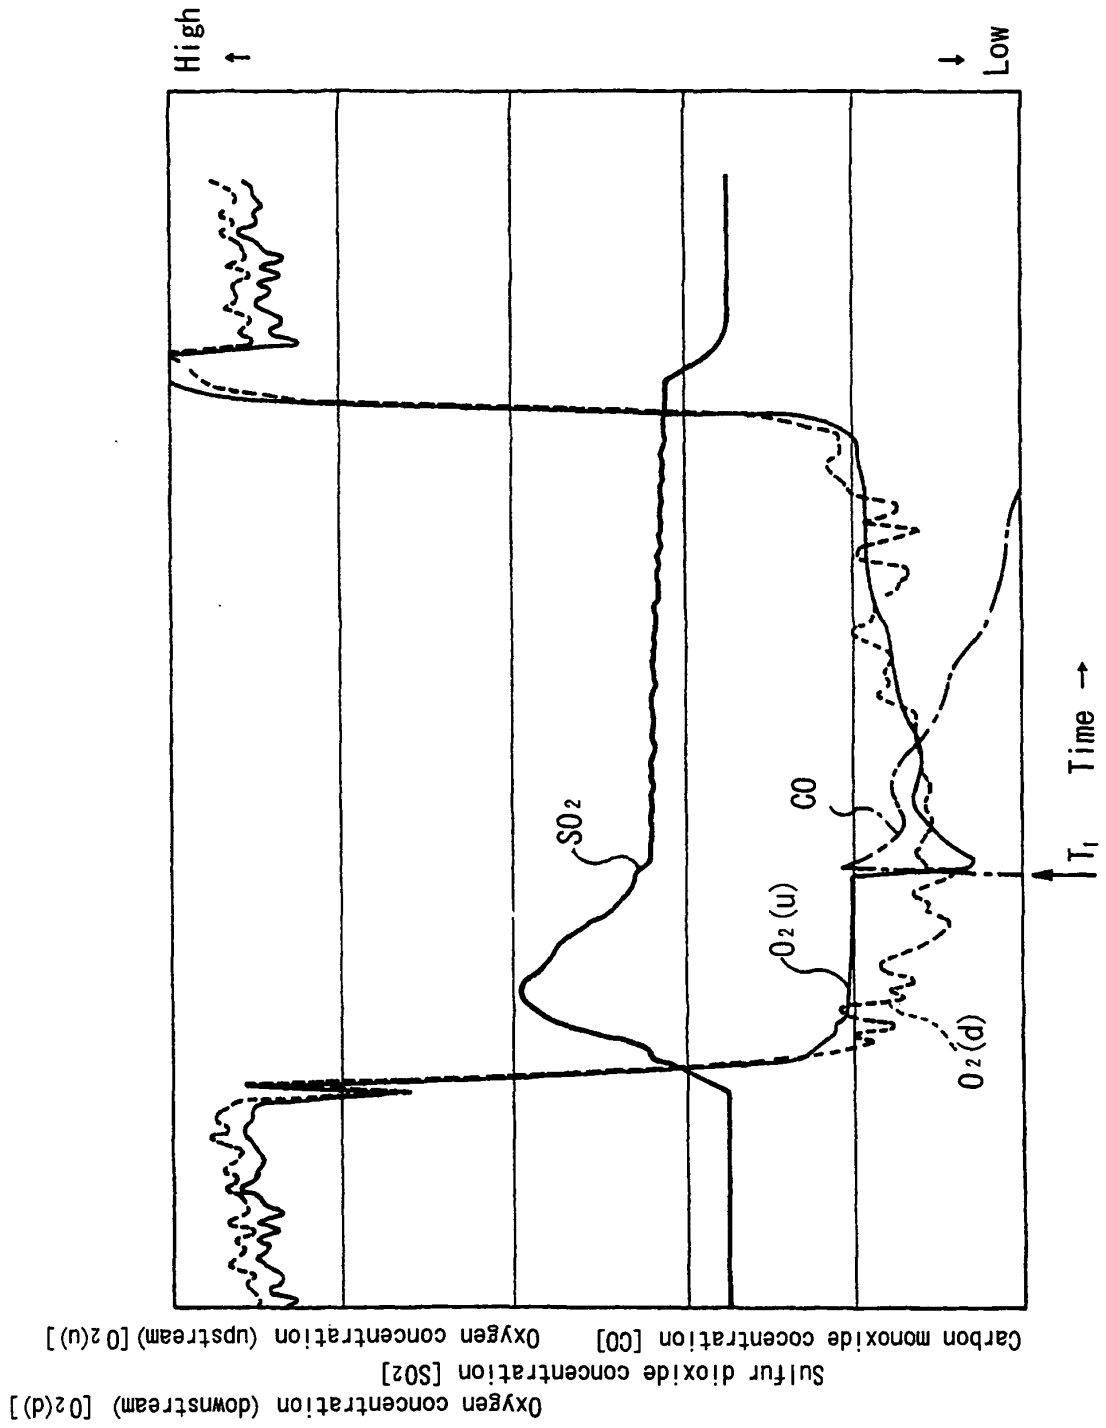 Oxygen concentration (downstream) [O2(d)]
Sulfur dioxide concentration [SO2]
Oxygen concentration (upstream) [O2(u)]
Carbon monoxide cocentration [CO]
High
↑
↓
Low
SO2
CO
O2(u)
O2(d)
T1
Time →